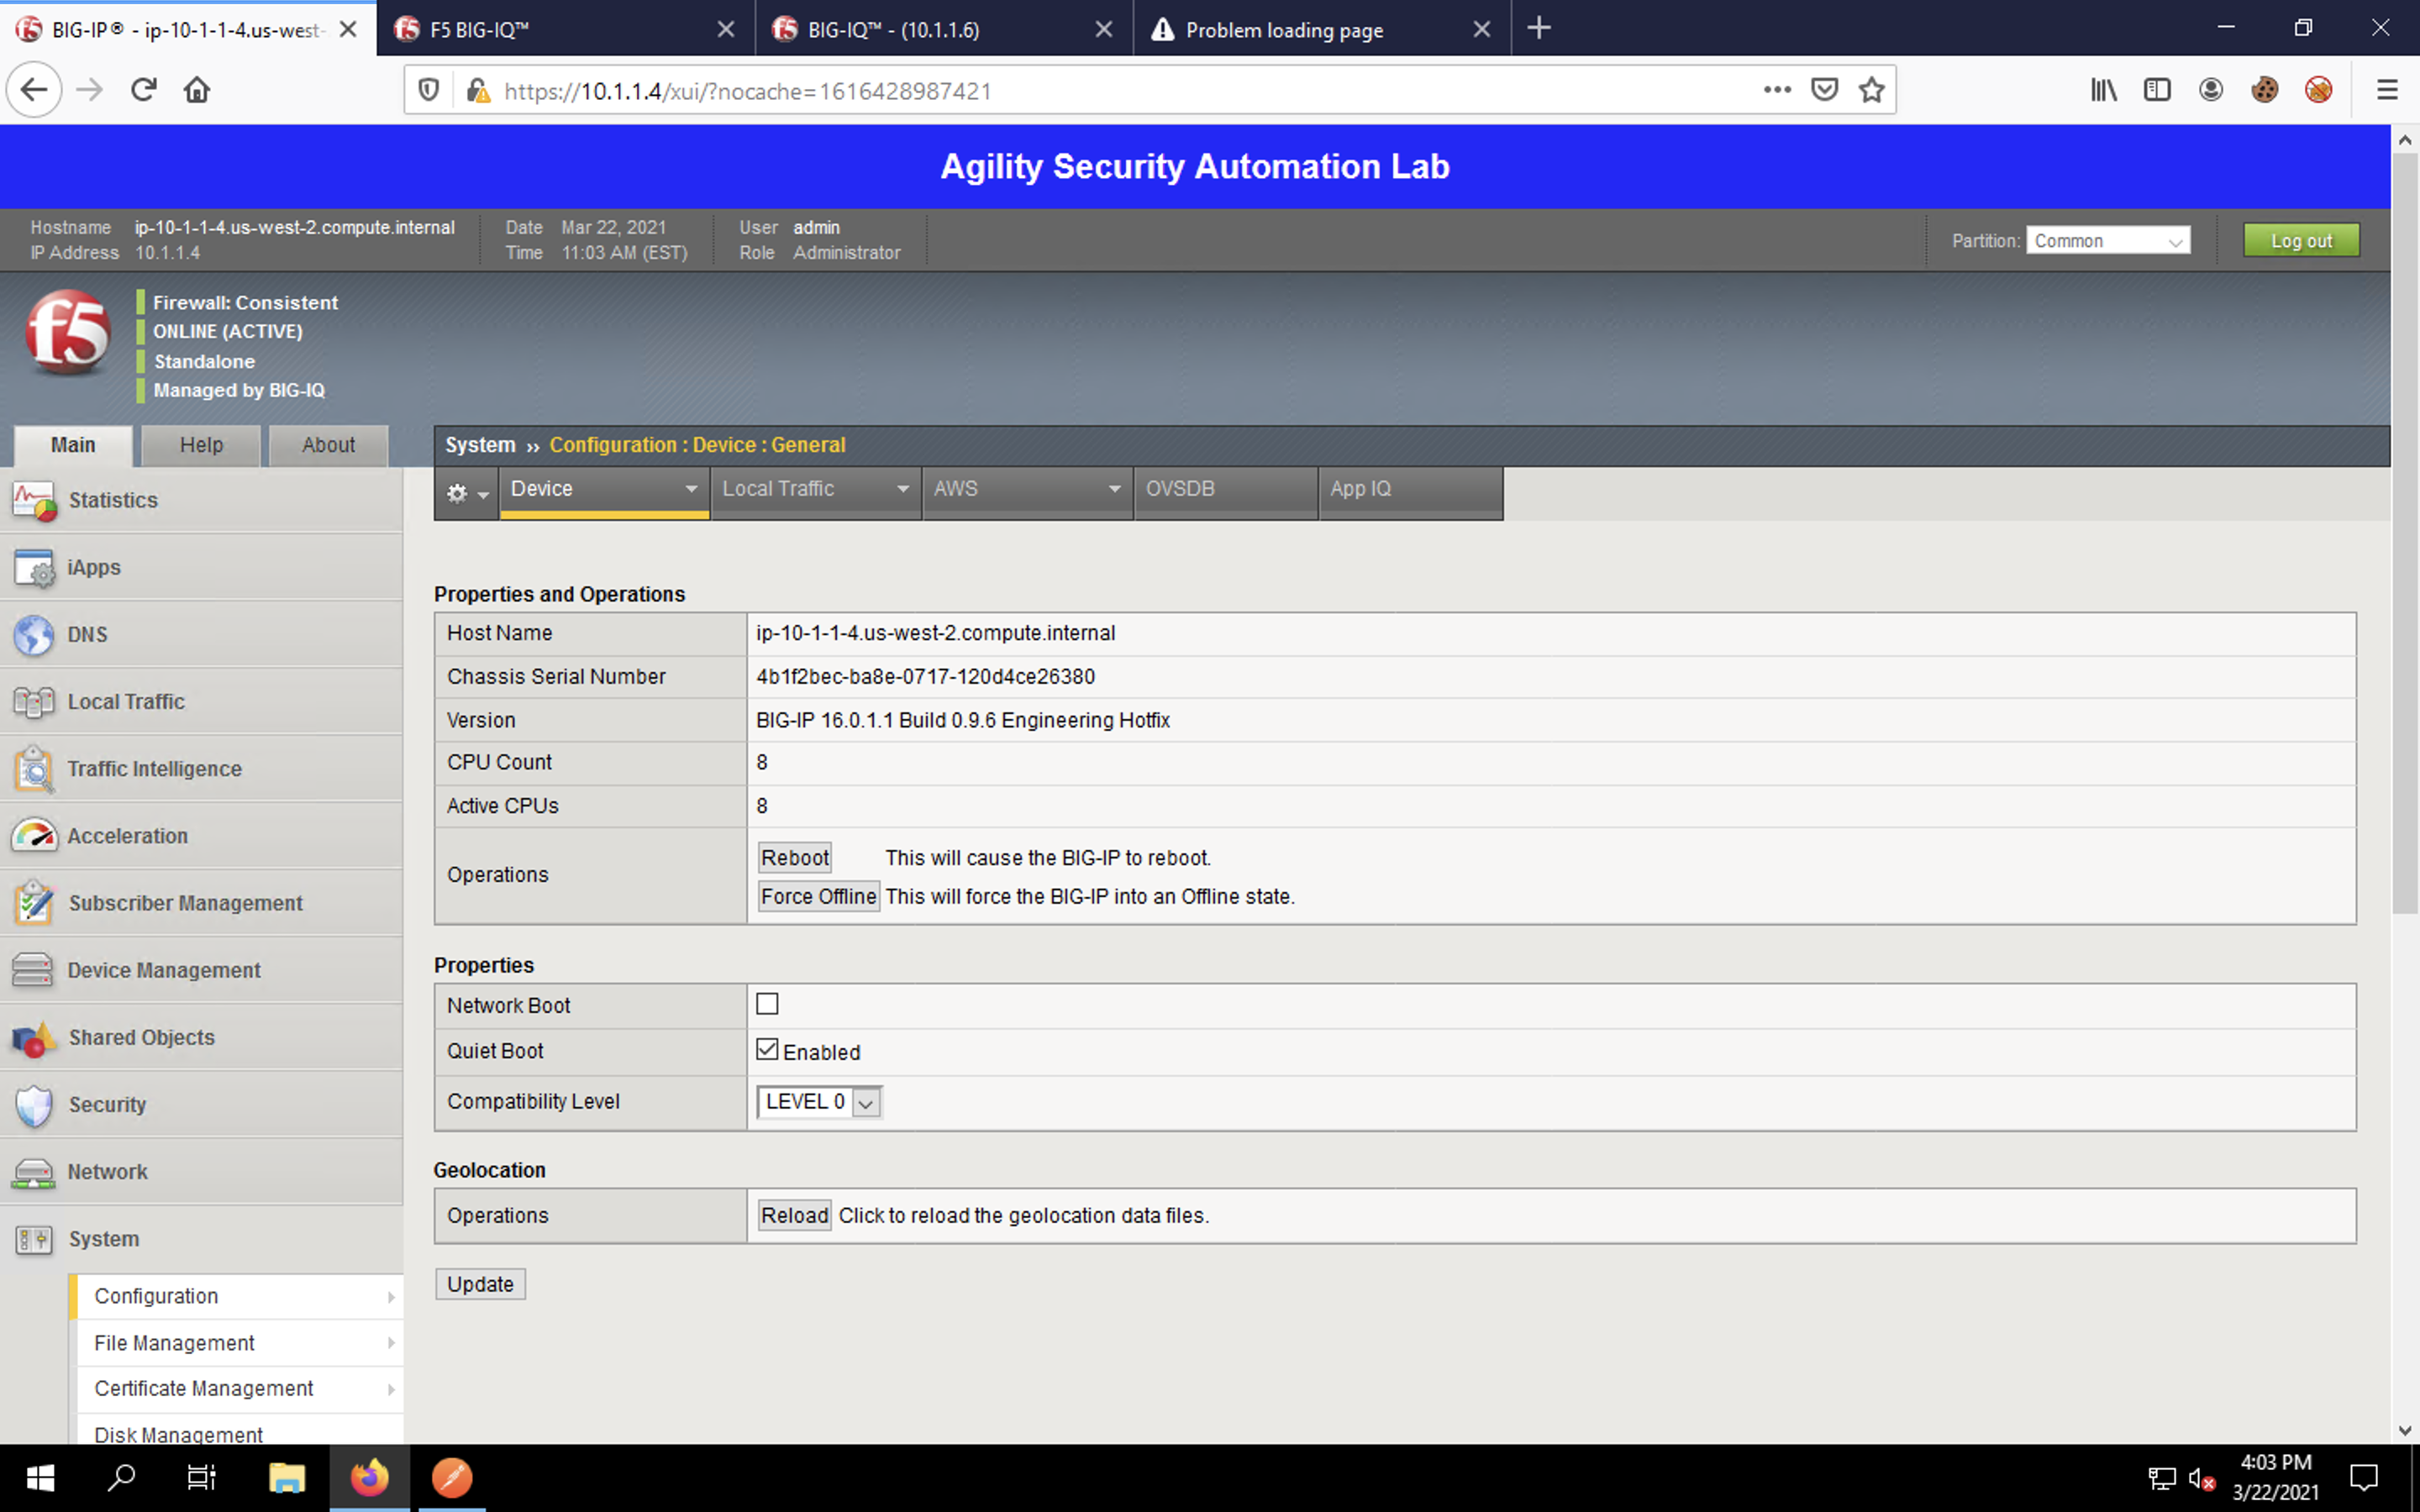 BIG-IP® - ip-10-1-1-4.us-west-
F5 BIG-IQ™
BIG-IQ™ - (10.1.1.6)
Problem loading page
https://10.1.1.4/xui/?nocache=1616428987421
Agility Security Automation Lab
Hostname ip-10-1-1-4.us-west-2.compute.internal
IP Address 10.1.1.4
Date Mar 22, 2021
Time 11:03 AM (EST)
User admin
Role Administrator
Partition: Common
Log out
f5
Firewall: Consistent
ONLINE (ACTIVE)
Standalone
Managed by BIG-IQ
Main Help About
System ›› Configuration : Device : General
Device Local Traffic AWS OVSDB App IQ
Statistics
iApps
DNS
Local Traffic
Traffic Intelligence
Acceleration
Subscriber Management
Device Management
Shared Objects
Security
Network
System
Configuration
File Management
Certificate Management
Disk Management
Properties and Operations
Host Name ip-10-1-1-4.us-west-2.compute.internal
Chassis Serial Number 4b1f2bec-ba8e-0717-120d4ce26380
Version BIG-IP 16.0.1.1 Build 0.9.6 Engineering Hotfix
CPU Count 8
Active CPUs 8
Operations
Reboot This will cause the BIG-IP to reboot.
Force Offline This will force the BIG-IP into an Offline state.
Properties
Network Boot
Quiet Boot Enabled
Compatibility Level LEVEL 0
Geolocation
Operations Reload Click to reload the geolocation data files.
Update
4:03 PM
3/22/2021